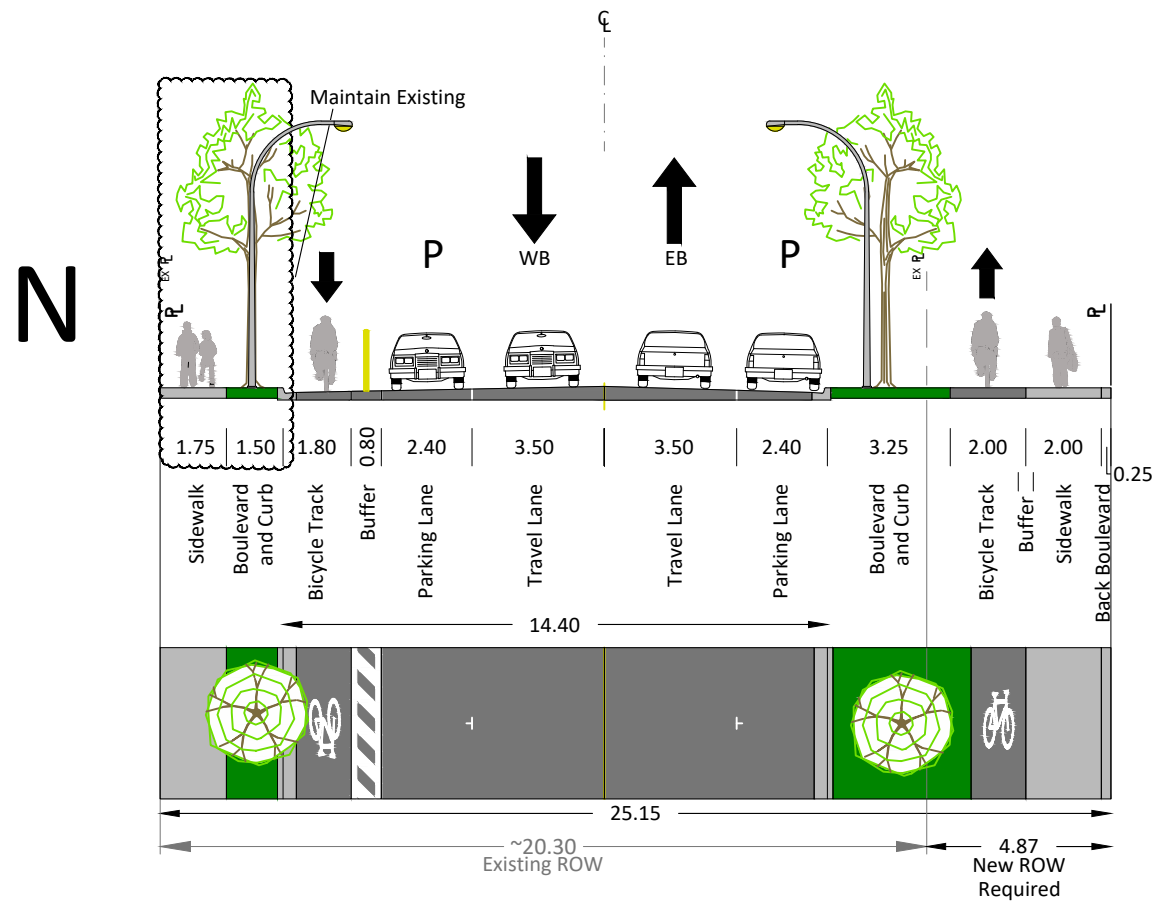 ℄
Maintain Existing
N
P
WB
EB
P
EX ℙL
ℙL
EX ℙL
ℙL
1.75
1.50
1.80
0.80
2.40
3.50
3.50
2.40
3.25
2.00
2.00
0.25
Sidewalk
Boulevard
and Curb
Bicycle Track
Buffer
Parking Lane
Travel Lane
Travel Lane
Parking Lane
Boulevard
and Curb
Bicycle Track
Buffer
Sidewalk
Back Boulevard
14.40
25.15
~20.30
Existing ROW
4.87
New ROW
Required